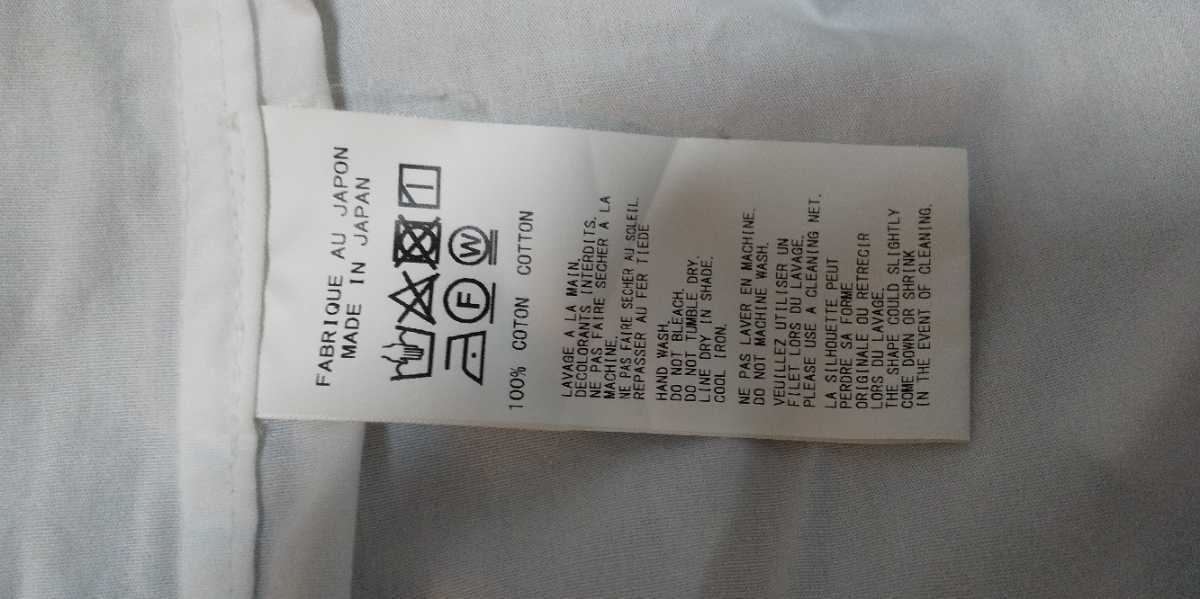 FABRIQUE AU JAPON
MADE IN JAPAN
F W
100% COTON COTTON
LAVAGE A LA MAIN.
DECOLORANTS INTERDITS.
NE PAS FAIRE SECHER A LA
MACHINE.
NE PAS FAIRE SECHER AU SOLEIL.
REPASSER AU FER TIEDE
HAND WASH.
DO NOT BLEACH.
DO NOT TUMBLE DRY.
LINE DRY IN SHADE.
COOL IRON.
NE PAS LAVER EN MACHINE.
DO NOT MACHINE WASH.
VEUILLEZ UTILISER UN
FILET LORS DU LAVAGE.
PLEASE USE A CLEANING NET.
LA SILHOUETTE PEUT
PERDRE SA FORME
ORIGINALE OU RETRECIR
LORS DU LAVAGE.
THE SHAPE COULD SLIGHTLY
COME DOWN OR SHRINK
IN THE EVENT OF CLEANING.